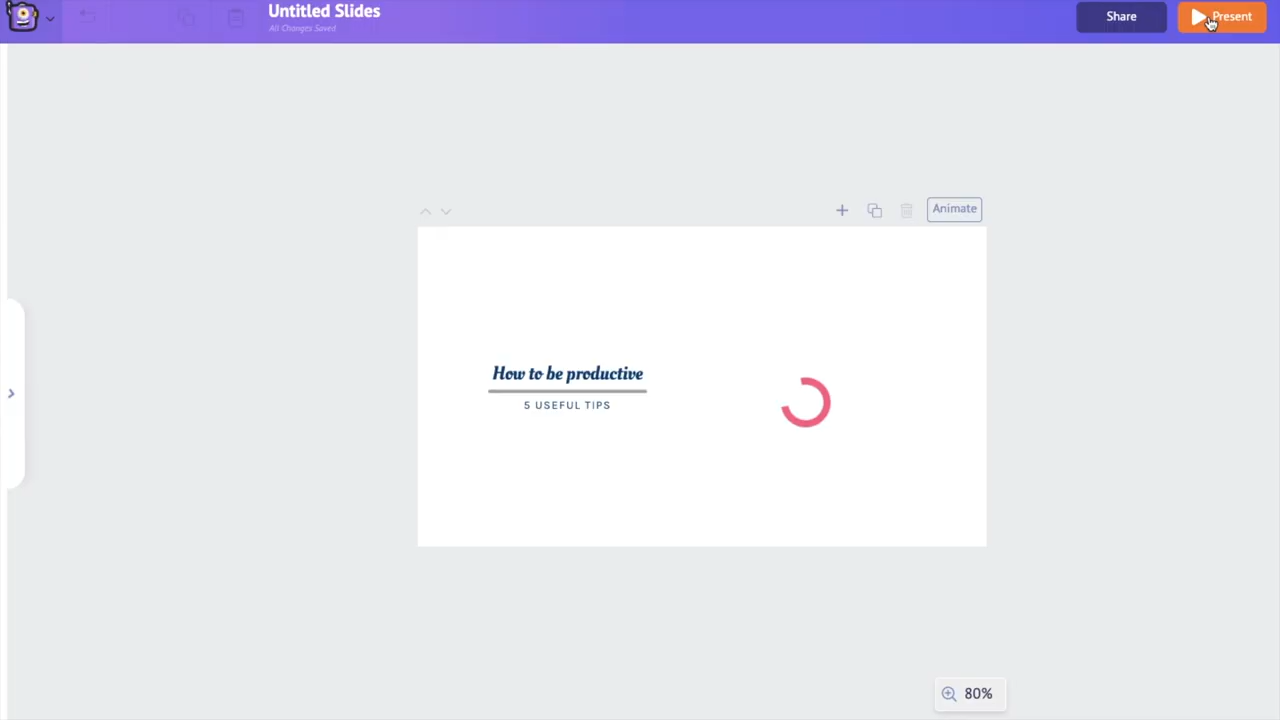 Untitled Slides
All Changes Saved
Share
Present
Animate
How to be productive
5 USEFUL TIPS
80%